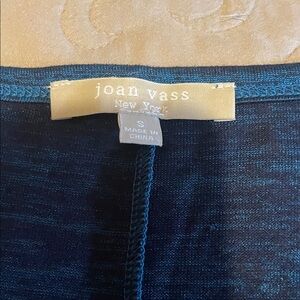 joan vass
New York
S
MADE IN
CHINA